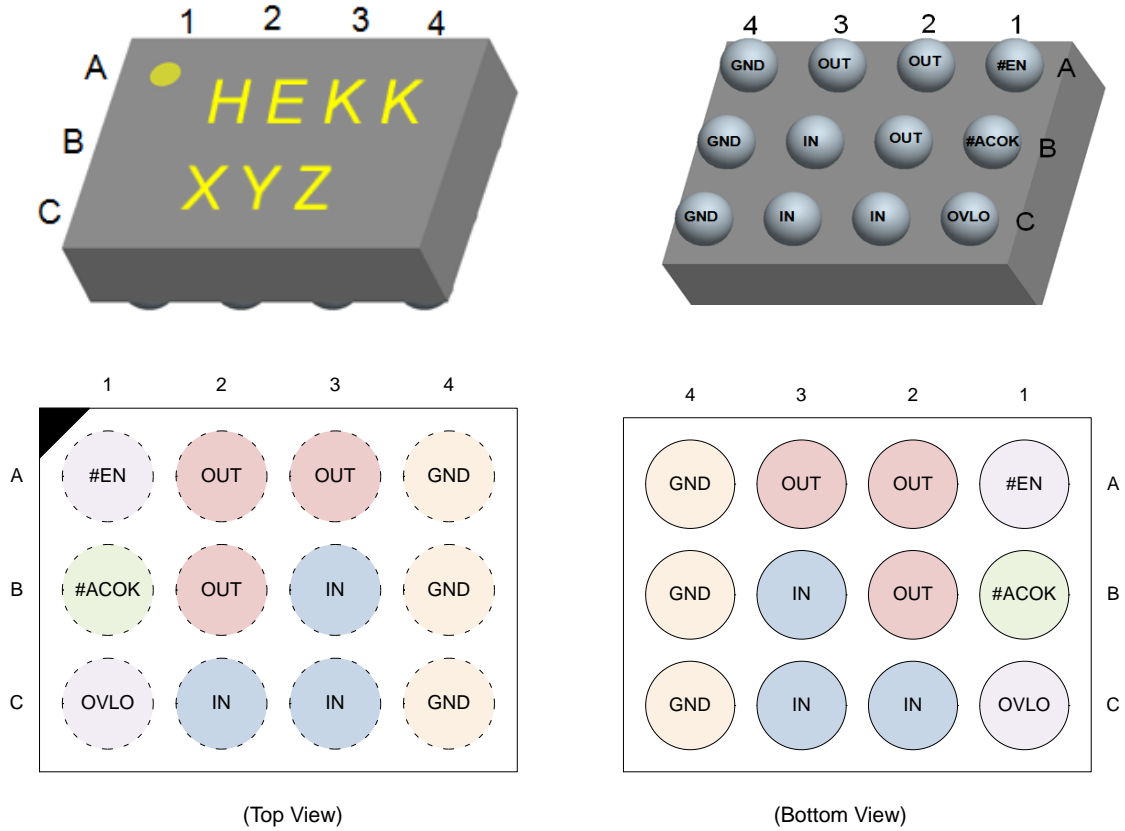 1 2 3 4
A
HEKK
B
XYZ
C
4 3 2 1
GND OUT OUT #EN A
GND IN OUT #ACOK B
GND IN IN OVLO C
1 2 3 4
A #EN OUT OUT GND
B #ACOK OUT IN GND
C OVLO IN IN GND
(Top View)
4 3 2 1
GND OUT OUT #EN A
GND IN OUT #ACOK B
GND IN IN OVLO C
(Bottom View)